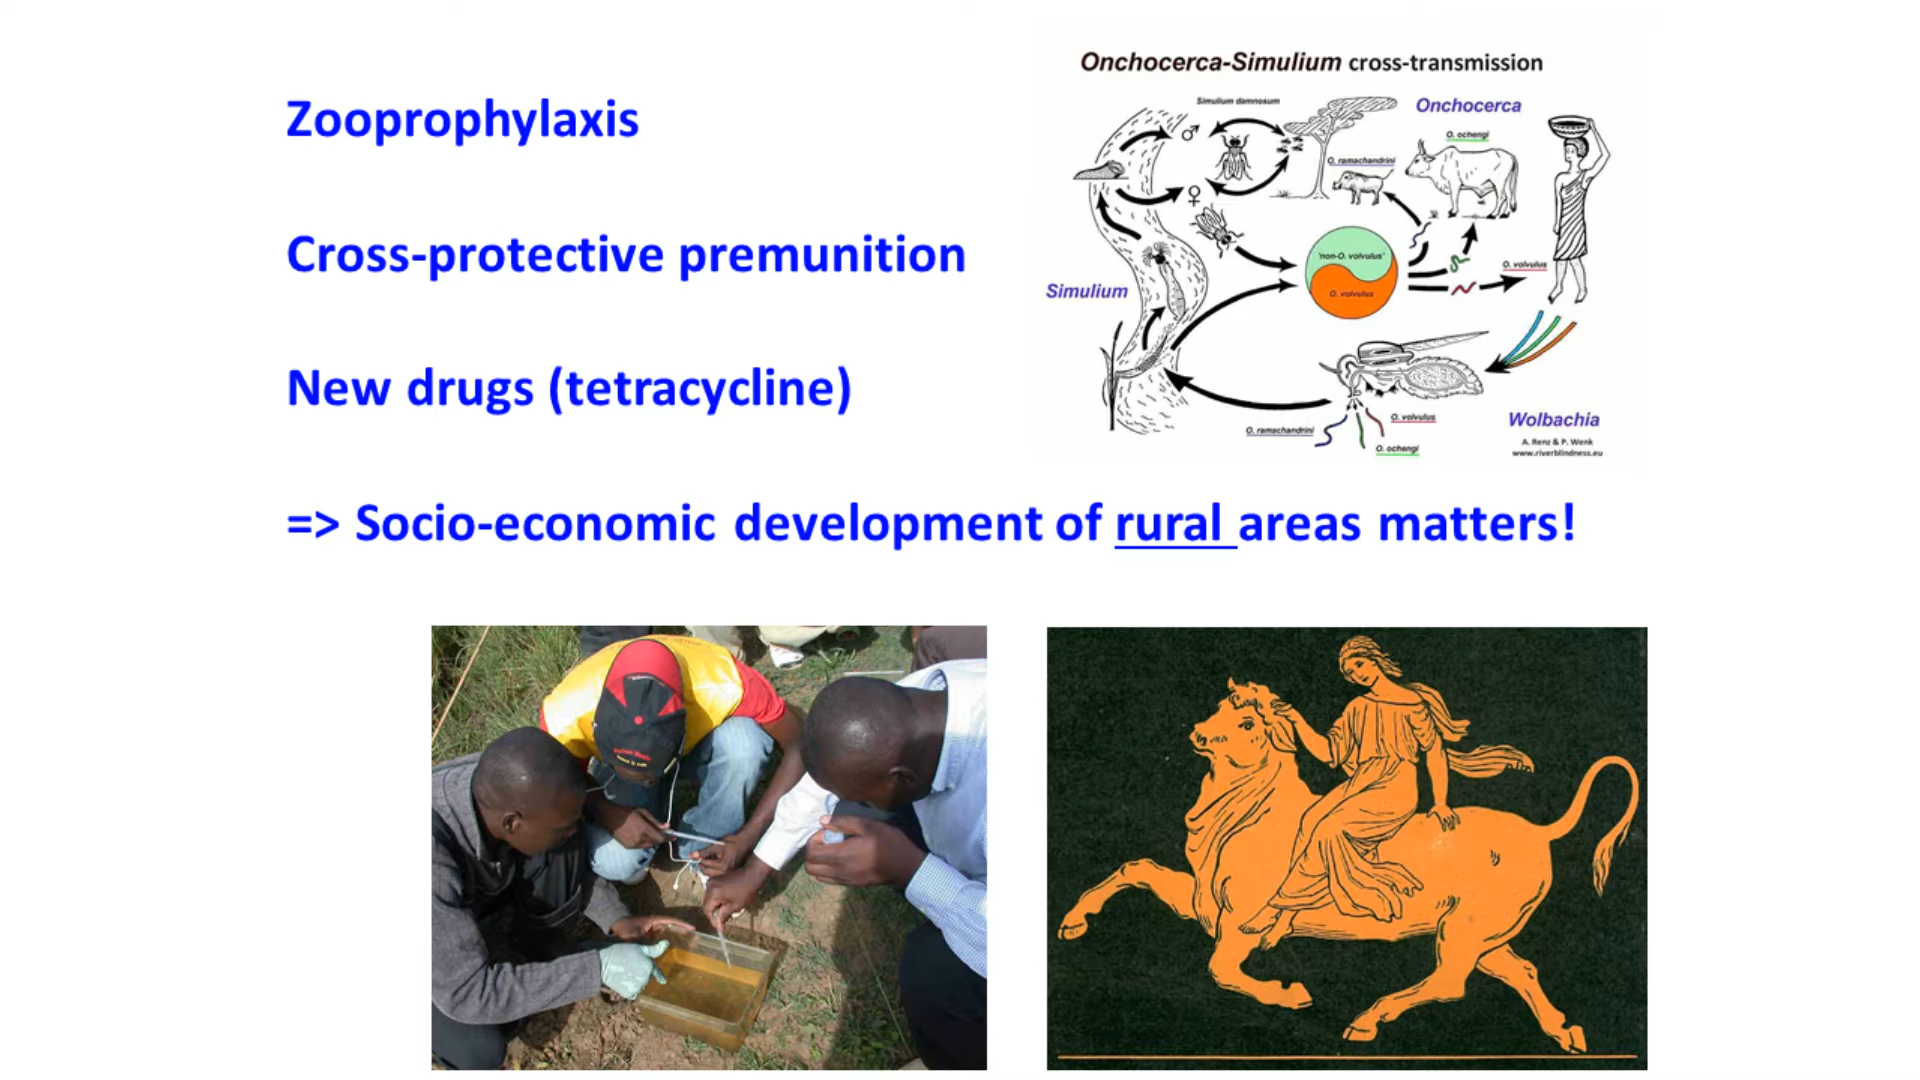 Zooprophylaxis
Cross-protective premunition
New drugs (tetracycline)
=> Socio-economic development of rural areas matters!
Onchocerca-Simulium cross-transmission
Simulium damnosum
Onchocerca
O. ochengi
O. ramachandrini
♂
♀
'non-O. volvulus'
O. volvulus
O. volvulus
Simulium
O. volvulus
O. ramachandrini
O. ochengi
Wolbachia
A. Renz & P. Wenk
www.riverblindness.eu